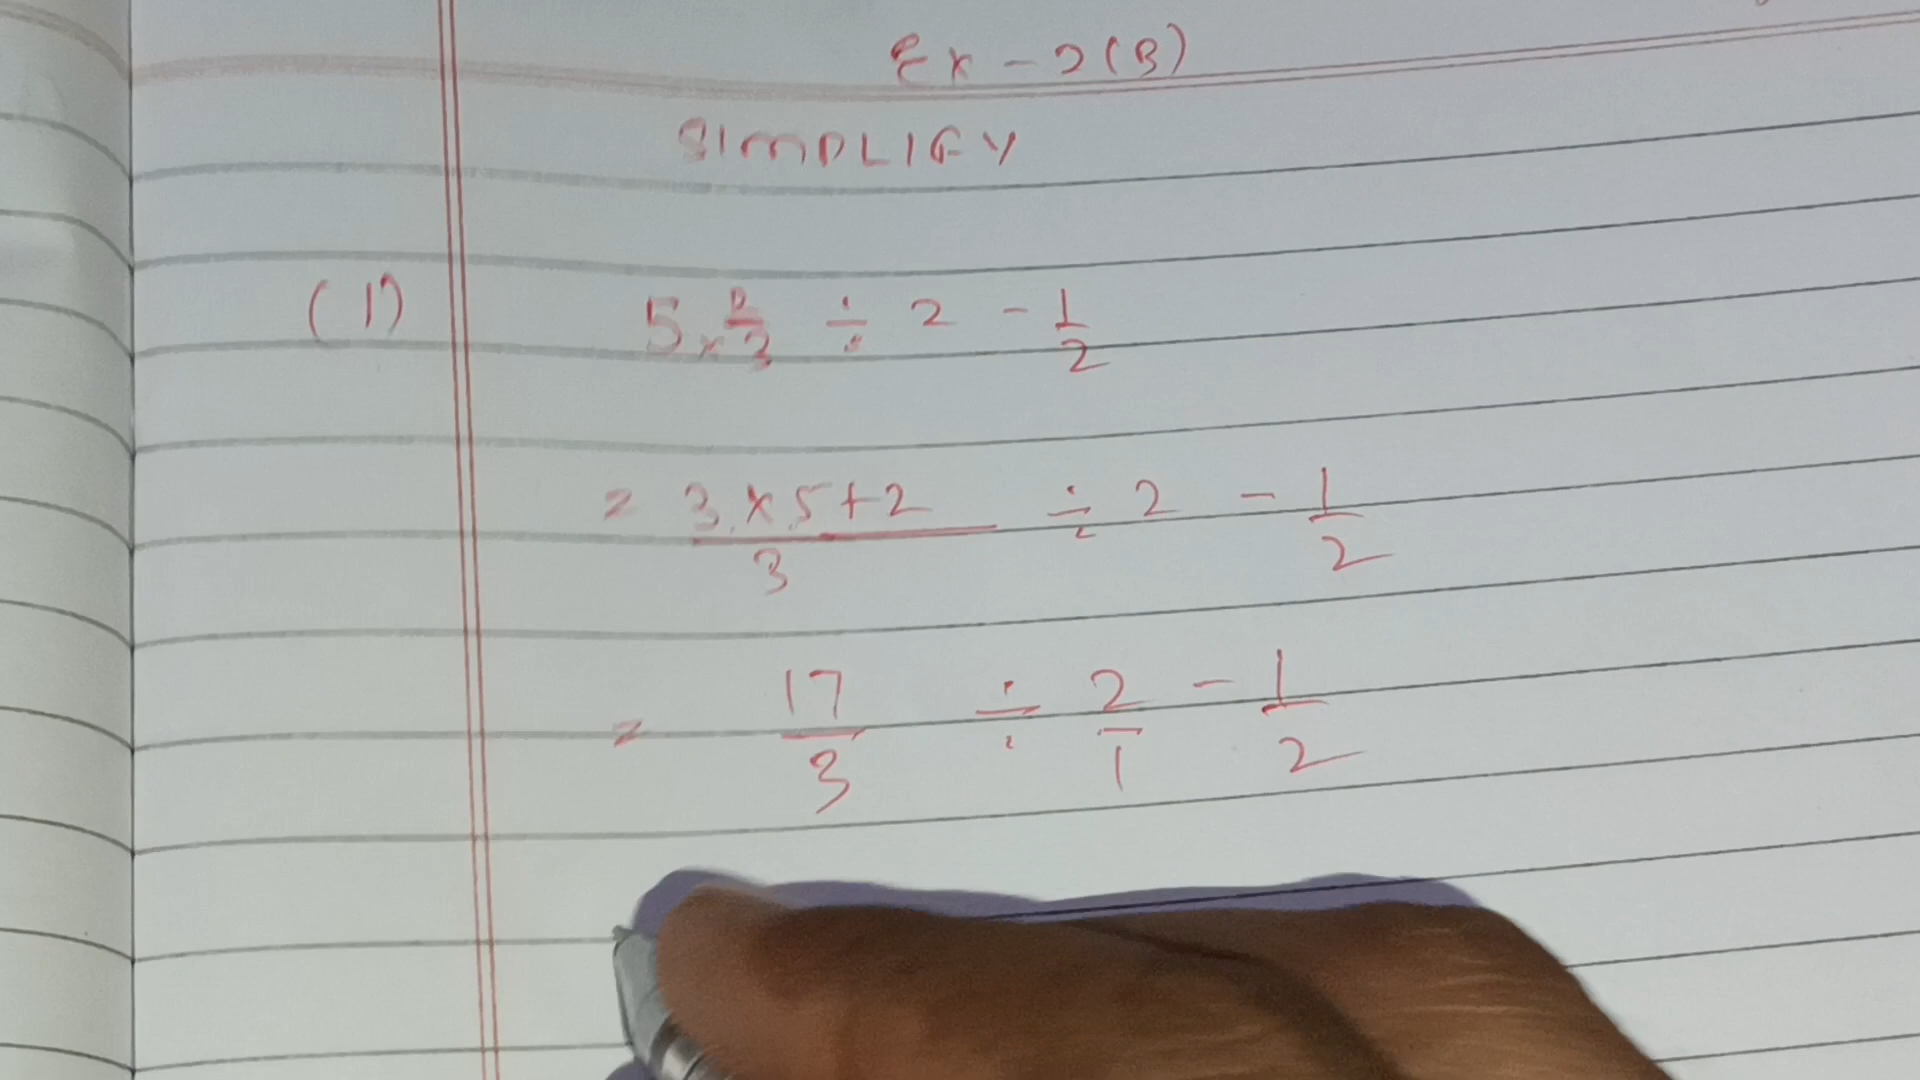 Ex - 2(B)
SIMPLIFY
(1) 5 2/3 ÷ 2 - 1/2
= 3 × 5 + 2 / 3 ÷ 2 - 1/2
= 17/3 ÷ 2/1 - 1/2